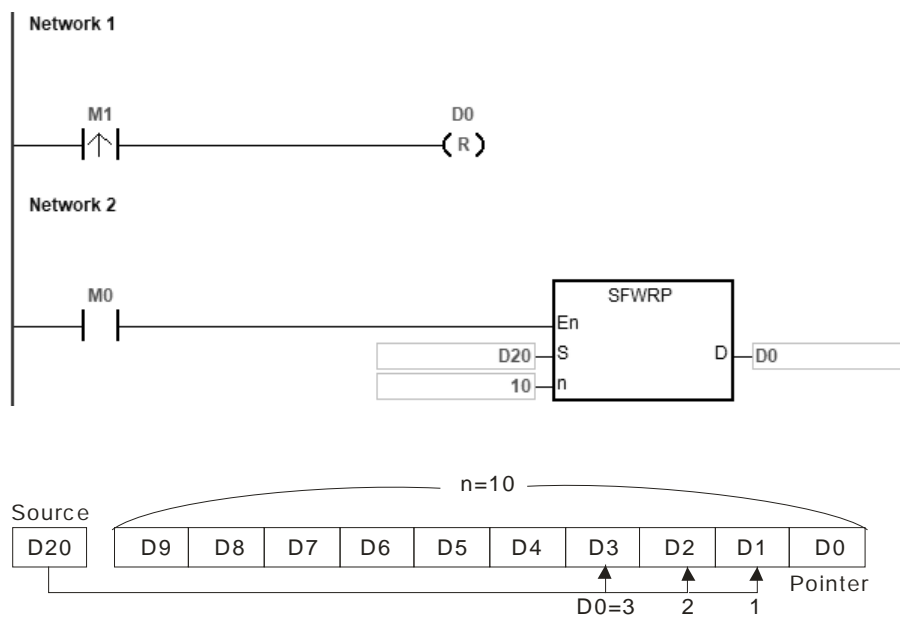 Network 1
M1 D0
R
Network 2
M0 SFWRP
En
D20 S D D0
10 n
n=10
Source
D20 D9 D8 D7 D6 D5 D4 D3 D2 D1 D0
Pointer
D0=3 2 1